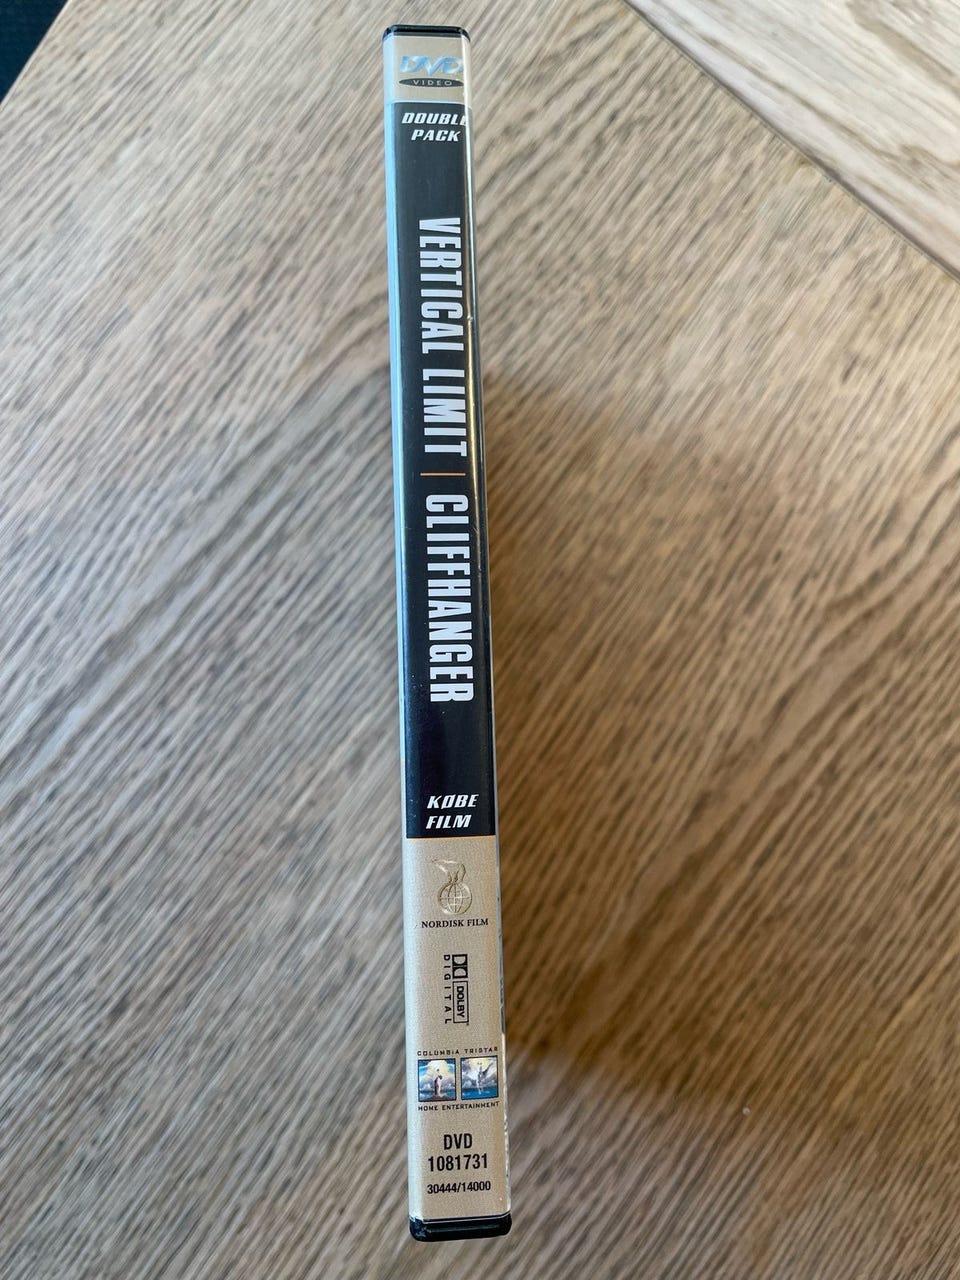 DVD
VIDEO
DOUBLE
PACK
VERTICAL LIMIT | CLIFFHANGER
KØBE
FILM
NORDISK FILM
DOLBY
DIGITAL
COLUMBIA TRISTAR
HOME ENTERTAINMENT
DVD
1081731
30444/14000